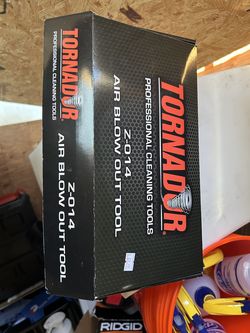 TORNADOR
PROFESSIONAL CLEANING TOOLS
Z-014
AIR BLOW OUT TOOL
TORNADOR
PROFESSIONAL CLEANING TOOLS
Z-014
AIR BLOW OUT TOOL
RIDGID